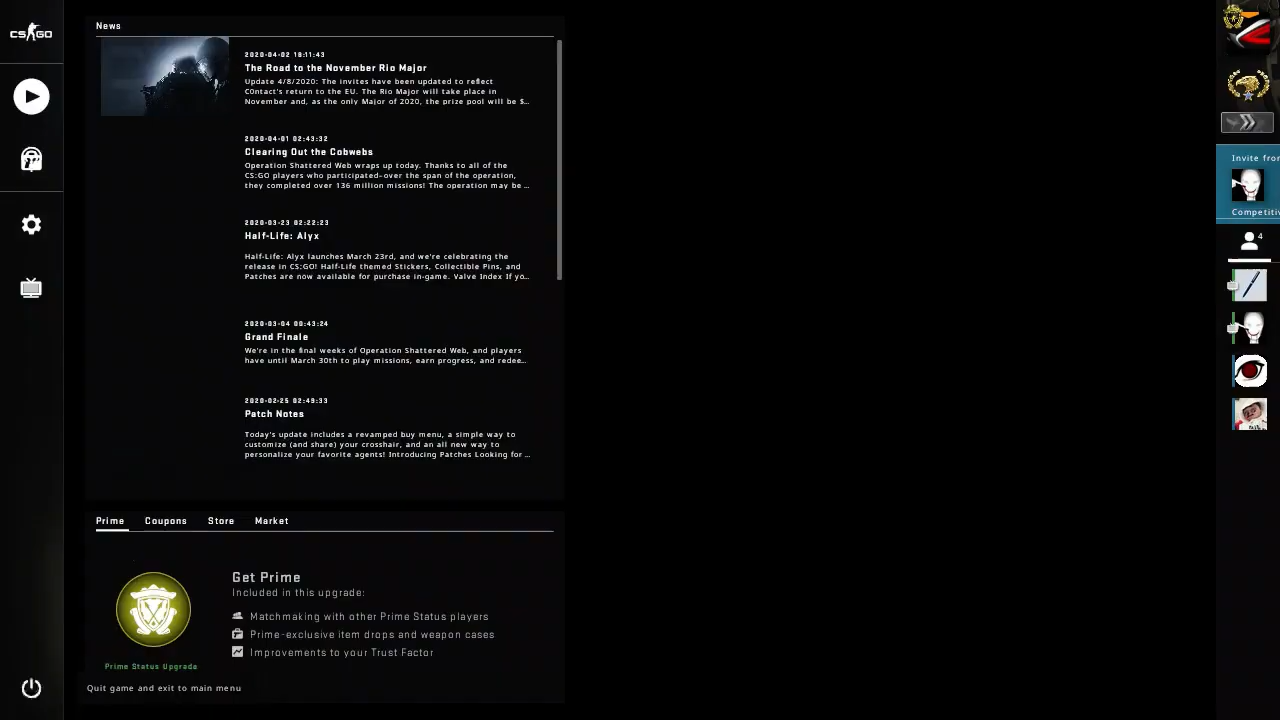 CS GO
News
2020-04-02 16:11:43
The Road to the November Rio Major
Update 4/8/2020: The invites have been updated to reflect
C0ntact's return to the EU. The Rio Major will take place in
November and, as the only Major of 2020, the prize pool will be $...
2020-04-01 02:43:32
Clearing Out the Cobwebs
Operation Shattered Web wraps up today. Thanks to all of the
CS:GO players who participated-over the span of the operation,
they completed over 136 million missions! The operation may be ...
2020-03-23 02:22:23
Half-Life: Alyx
Half-Life: Alyx launches March 23rd, and we're celebrating the
release in CS:GO! Half-Life themed Stickers, Collectible Pins, and
Patches are now available for purchase in-game. Valve Index If yo...
2020-03-04 00:43:24
Grand Finale
We're in the final weeks of Operation Shattered Web, and players
have until March 30th to play missions, earn progress, and redee...
2020-02-25 02:49:33
Patch Notes
Today's update includes a revamped buy menu, a simple way to
customize (and share) your crosshair, and an all new way to
personalize your favorite agents! Introducing Patches Looking for ...
Prime Coupons Store Market
Get Prime
Included in this upgrade:
Matchmaking with other Prime Status players
Prime-exclusive item drops and weapon cases
Improvements to your Trust Factor
Prime Status Upgrade
Quit game and exit to main menu
Invite fro
Competitiv
4